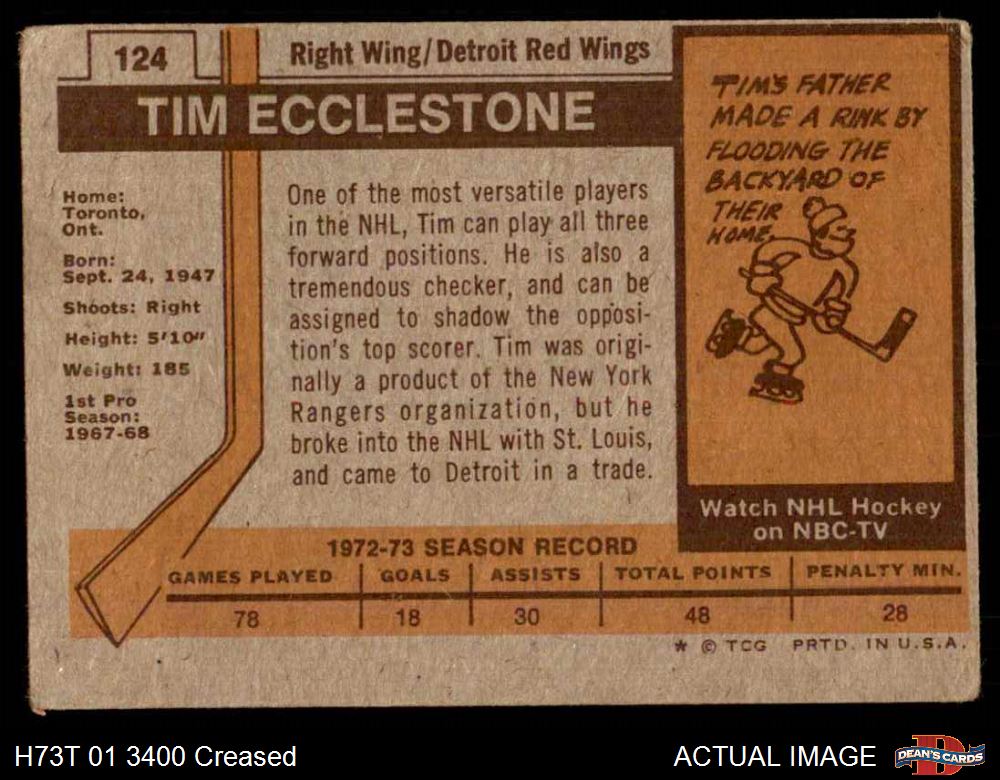 124
Right Wing/Detroit Red Wings
TIM ECCLESTONE
Home:
Toronto,
Ont.
Born:
Sept. 24, 1947
Shoots: Right
Height: 5'10"
Weight: 185
1st Pro
Season:
1967-68
One of the most versatile players
in the NHL, Tim can play all three
forward positions. He is also a
tremendous checker, and can be
assigned to shadow the opposi-
tion's top scorer. Tim was origi-
nally a product of the New York
Rangers organization, but he
broke into the NHL with St. Louis,
and came to Detroit in a trade.
TIM'S FATHER
MADE A RINK BY
FLOODING THE
BACKYARD OF
THEIR
HOME.
Watch NHL Hockey
on NBC-TV
1972-73 SEASON RECORD
GAMES PLAYED GOALS ASSISTS TOTAL POINTS PENALTY MIN.
78 18 30 48 28
* © TCG PRTD. IN U.S.A.
H73T 01 3400 Creased
ACTUAL IMAGE
DEAN'S CARDS